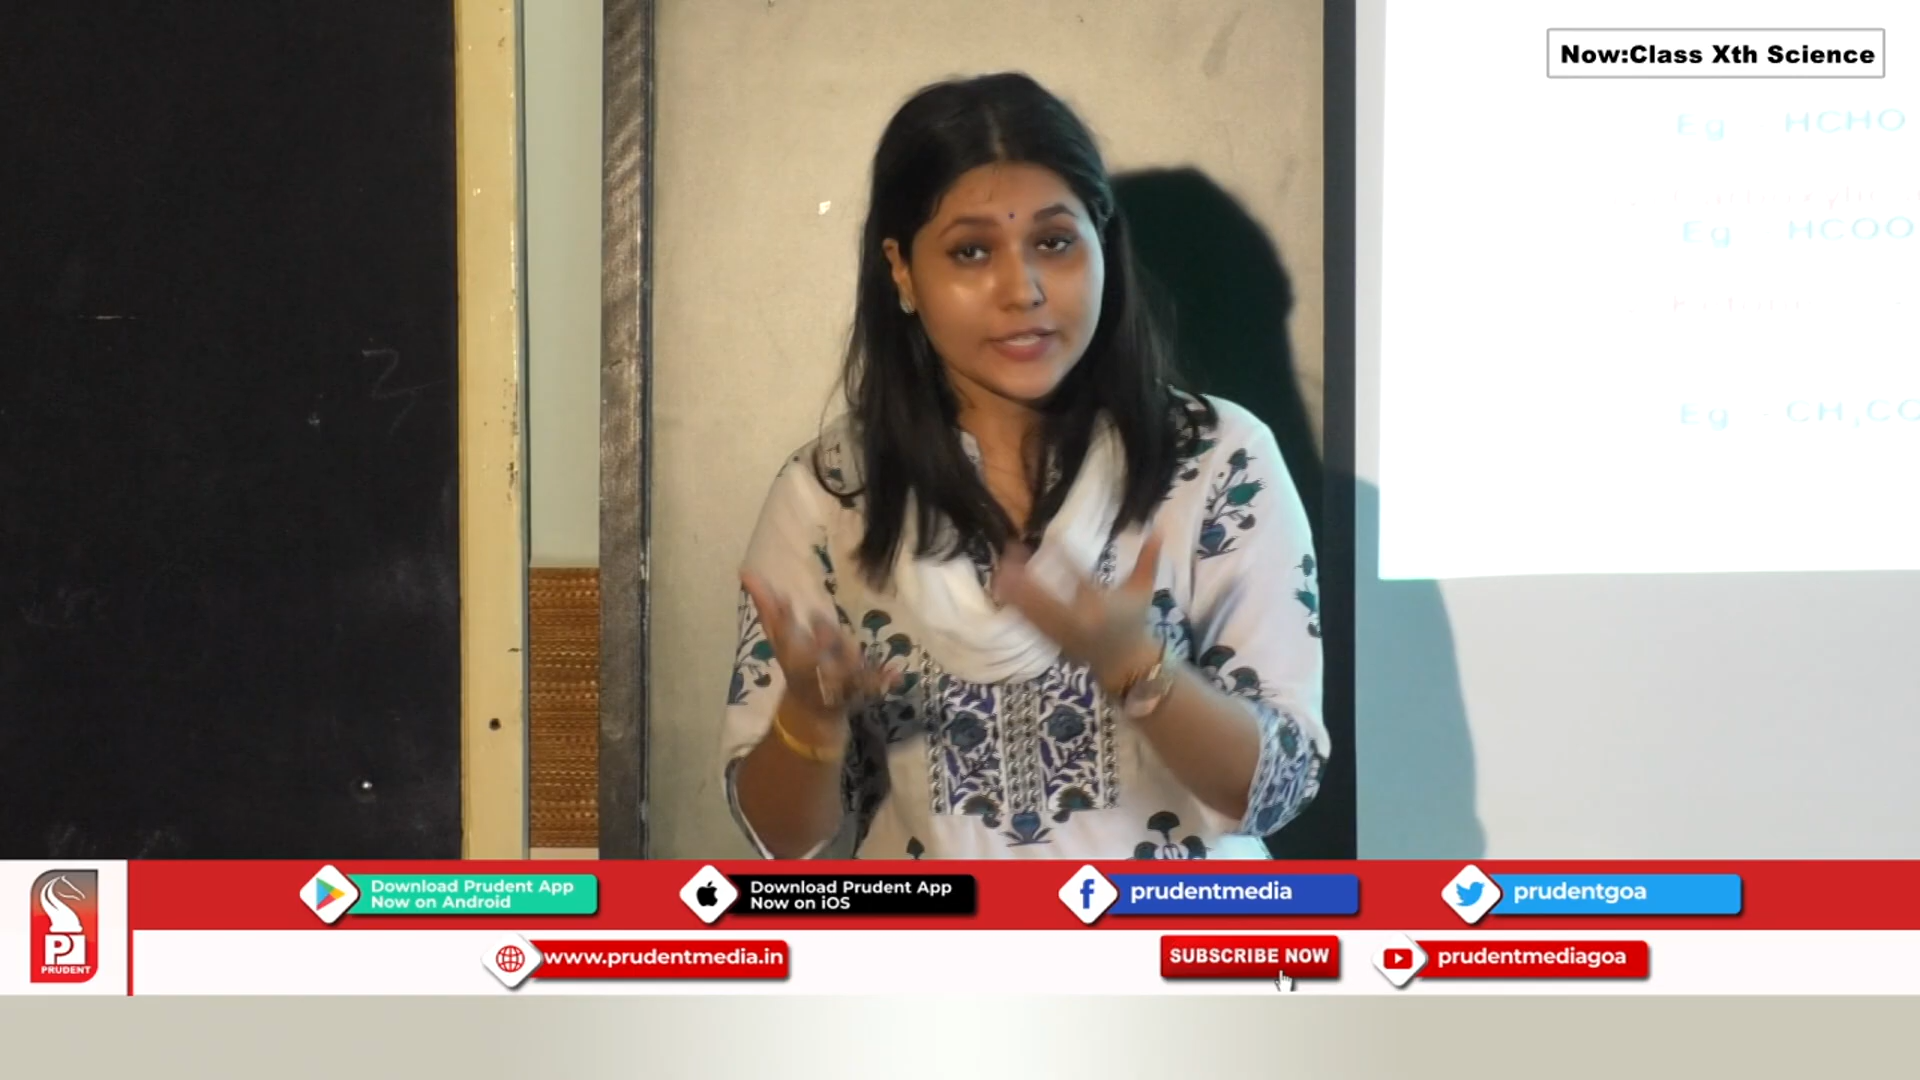 Now:Class Xth Science
Eg HCHO
Eg HCOO
Eg - CH₃CO
Download Prudent App
Now on Android
Download Prudent App
Now on iOS
prudentmedia
prudentgoa
PRUDENT
www.prudentmedia.in
SUBSCRIBE NOW
prudentmediagoa